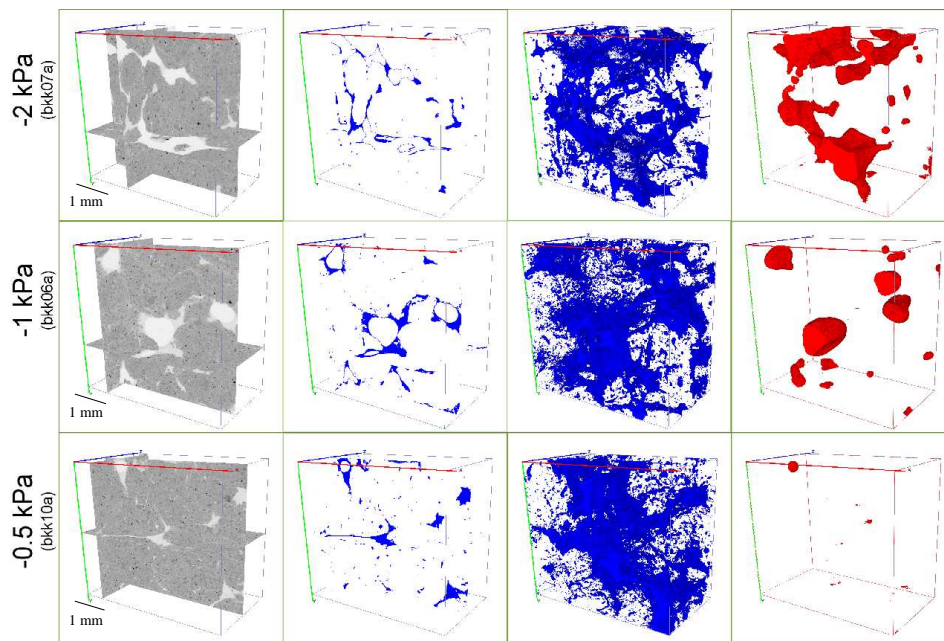 -2 kPa
(bkk07a)
1 mm
-1 kPa
(bkk06a)
1 mm
-0.5 kPa
(bkk10a)
1 mm